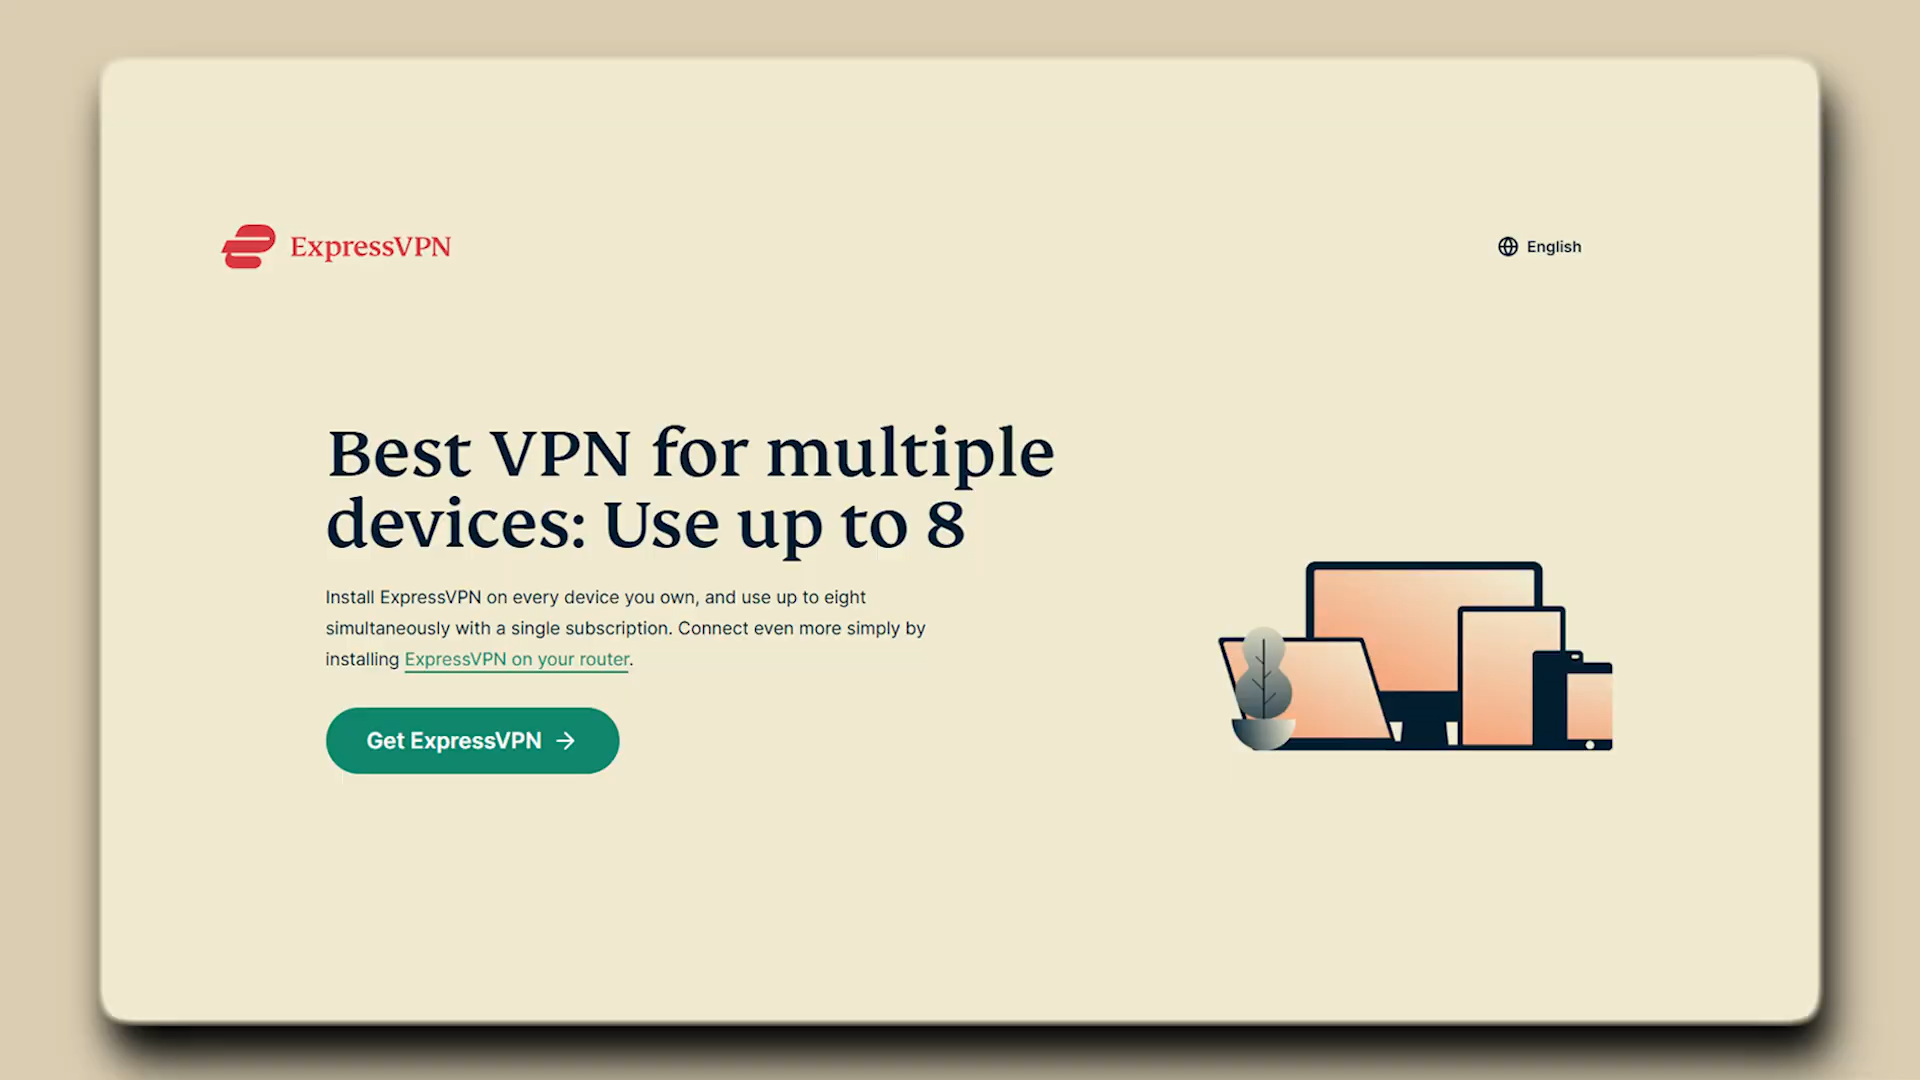 ExpressVPN
English
Best VPN for multiple
devices: Use up to 8
Install ExpressVPN on every device you own, and use up to eight
simultaneously with a single subscription. Connect even more simply by
installing ExpressVPN on your router.
Get ExpressVPN →